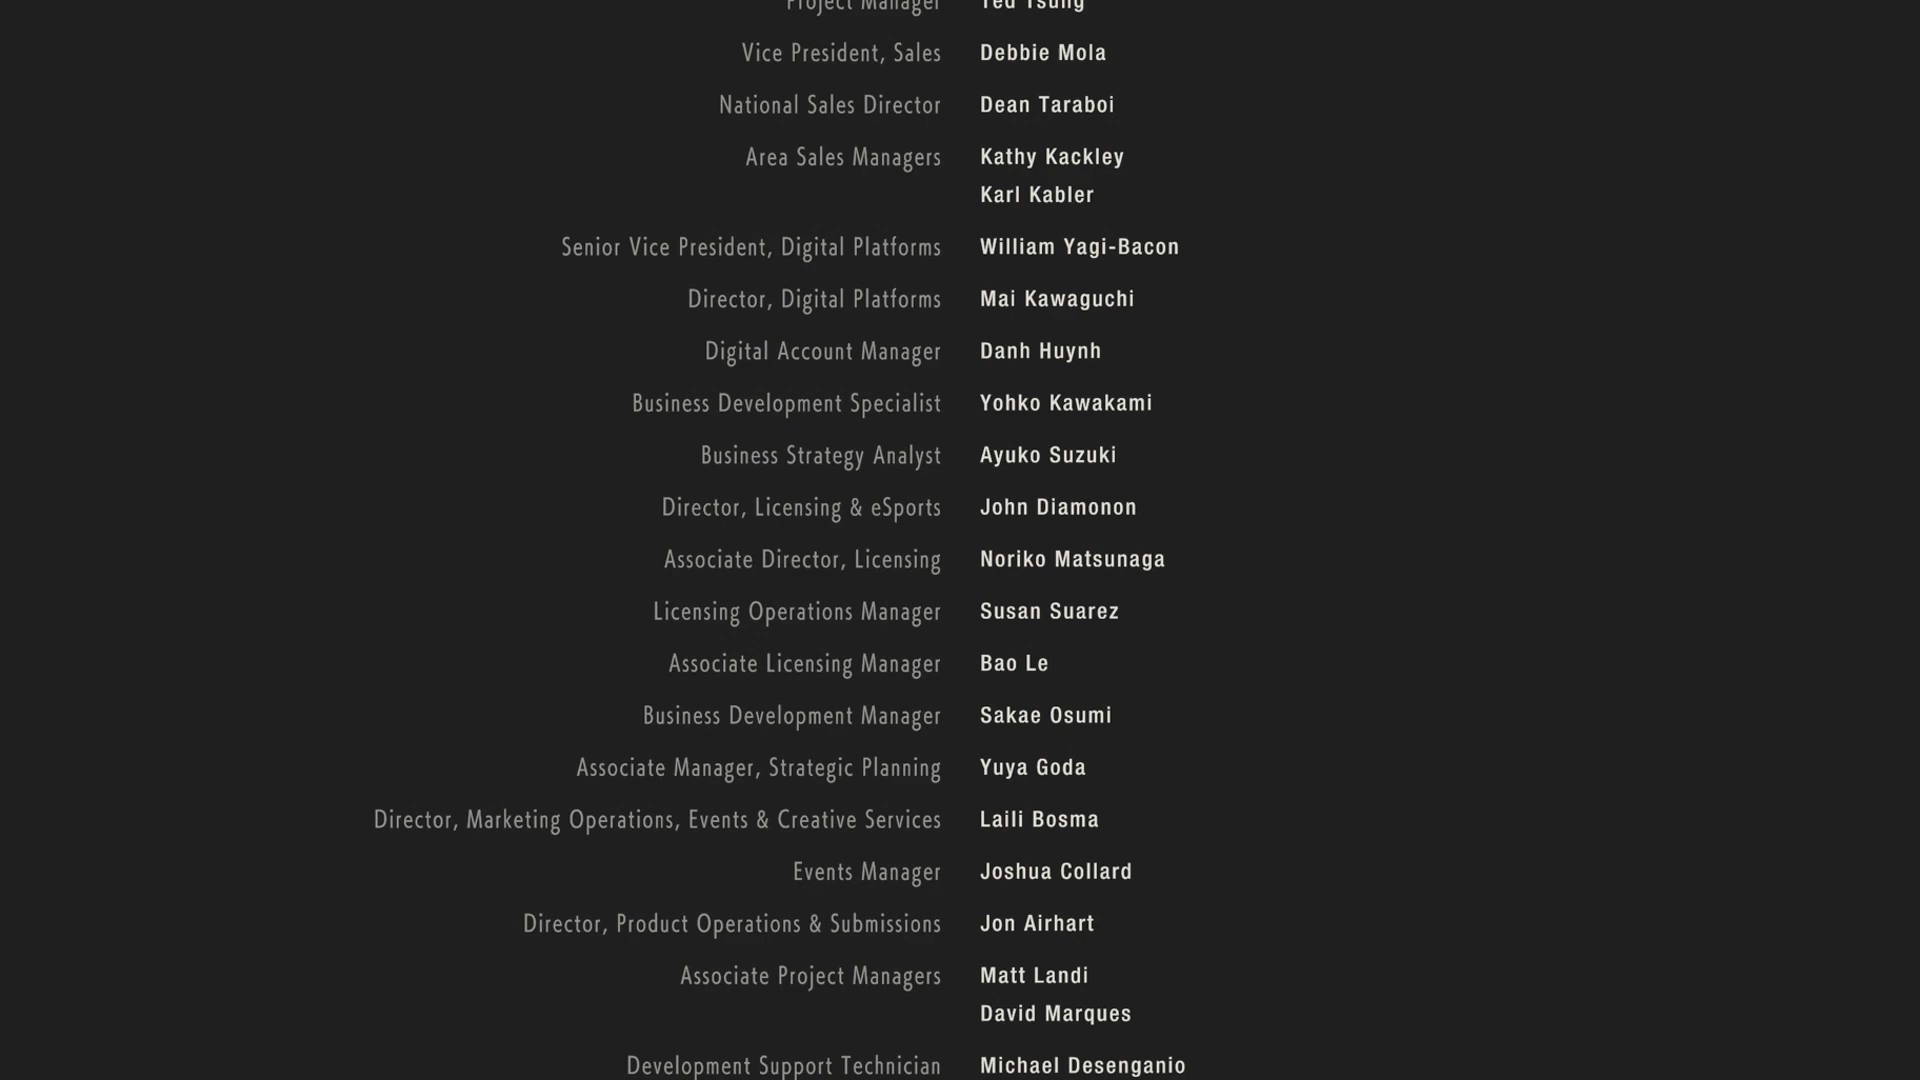 Project Manager Ted Tsung
Vice President, Sales Debbie Mola
National Sales Director Dean Taraboi
Area Sales Managers Kathy Kackley
Karl Kabler
Senior Vice President, Digital Platforms William Yagi-Bacon
Director, Digital Platforms Mai Kawaguchi
Digital Account Manager Danh Huynh
Business Development Specialist Yohko Kawakami
Business Strategy Analyst Ayuko Suzuki
Director, Licensing & eSports John Diamonon
Associate Director, Licensing Noriko Matsunaga
Licensing Operations Manager Susan Suarez
Associate Licensing Manager Bao Le
Business Development Manager Sakae Osumi
Associate Manager, Strategic Planning Yuya Goda
Director, Marketing Operations, Events & Creative Services Laili Bosma
Events Manager Joshua Collard
Director, Product Operations & Submissions Jon Airhart
Associate Project Managers Matt Landi
David Marques
Development Support Technician Michael Desenganio